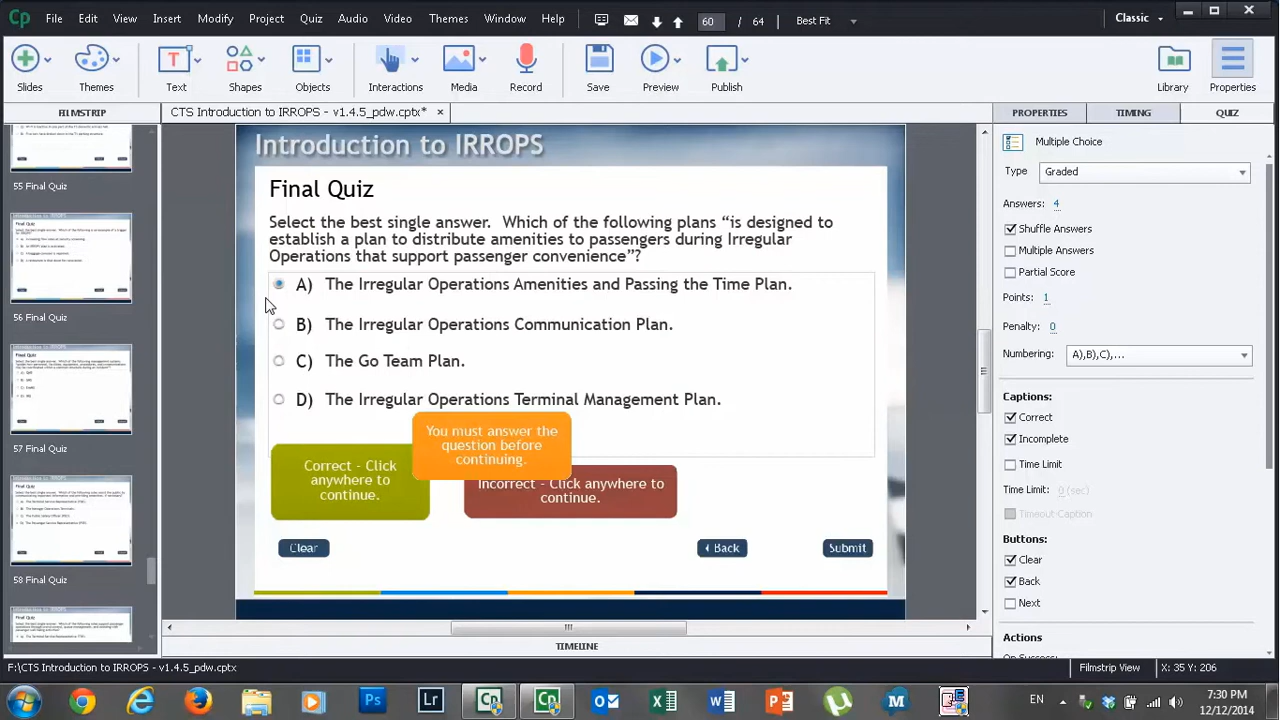 Cp File Edit View Insert Modify Project Quiz Audio Themes Window Help 60 / 64 Best Fit Classic
Slides Themes Text Shapes Objects Interactions Media Record Save Preview Publish Library Properties
FILMSTRIP
CTS Introduction to IRROPS - v1.4.5_pdw.cptx* ×
PROPERTIES TIMING QUIZ
55 Final Quiz
56 Final Quiz
57 Final Quiz
58 Final Quiz
Introduction to IRROPS
Final Quiz
Select the best single answer. Which of the following plans “is designed to
establish a plan to distribute amenities to passengers during Irregular
Operations that support passenger convenience”?
A) The Irregular Operations Amenities and Passing the Time Plan.
B) The Irregular Operations Communication Plan.
C) The Go Team Plan.
D) The Irregular Operations Terminal Management Plan.
You must answer the
question before
continuing.
Correct - Click
anywhere to
continue.
Incorrect - Click anywhere to
continue.
Clear Back Submit
TIMELINE
Multiple Choice
Type Graded
Answers: 4
Shuffle Answers
Multiple Answers
Partial Score
Points: 1
Penalty: 0
Numbering: A),B),C),...
Captions:
Correct
Incomplete
Time Limit
Time Limit: 0(sec)
Timeout Caption
Buttons:
Clear
Back
Next
Actions
F:\CTS Introduction to IRROPS - v1.4.5_pdw.cptx
Filmstrip View X: 35 Y: 206
Ps Lr Cp Cp EN 7:30 PM
12/12/2014